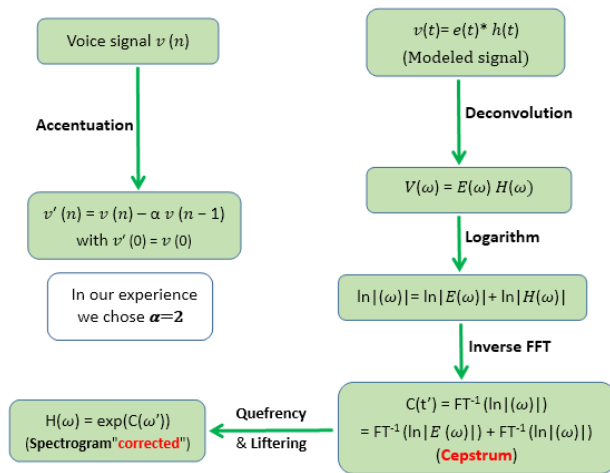 Voice signal v (n)
Accentuation
v′ (n) = v (n) − α v (n − 1)
with v′ (0) = v (0)
In our experience
we chose α=2
v(t)= e(t)* h(t)
(Modeled signal)
Deconvolution
V(ω) = E(ω) H(ω)
Logarithm
ln|(ω)| = ln|E(ω)| + ln|H(ω)|
Inverse FFT
C(t′) = FT⁻¹(ln|(ω)|)
= FT⁻¹(ln|E (ω)|) + FT⁻¹(ln|(ω)|)
(Cepstrum)
Quefrency
& Liftering
H(ω) = exp(C(ω’))
(Spectrogram"corrected")